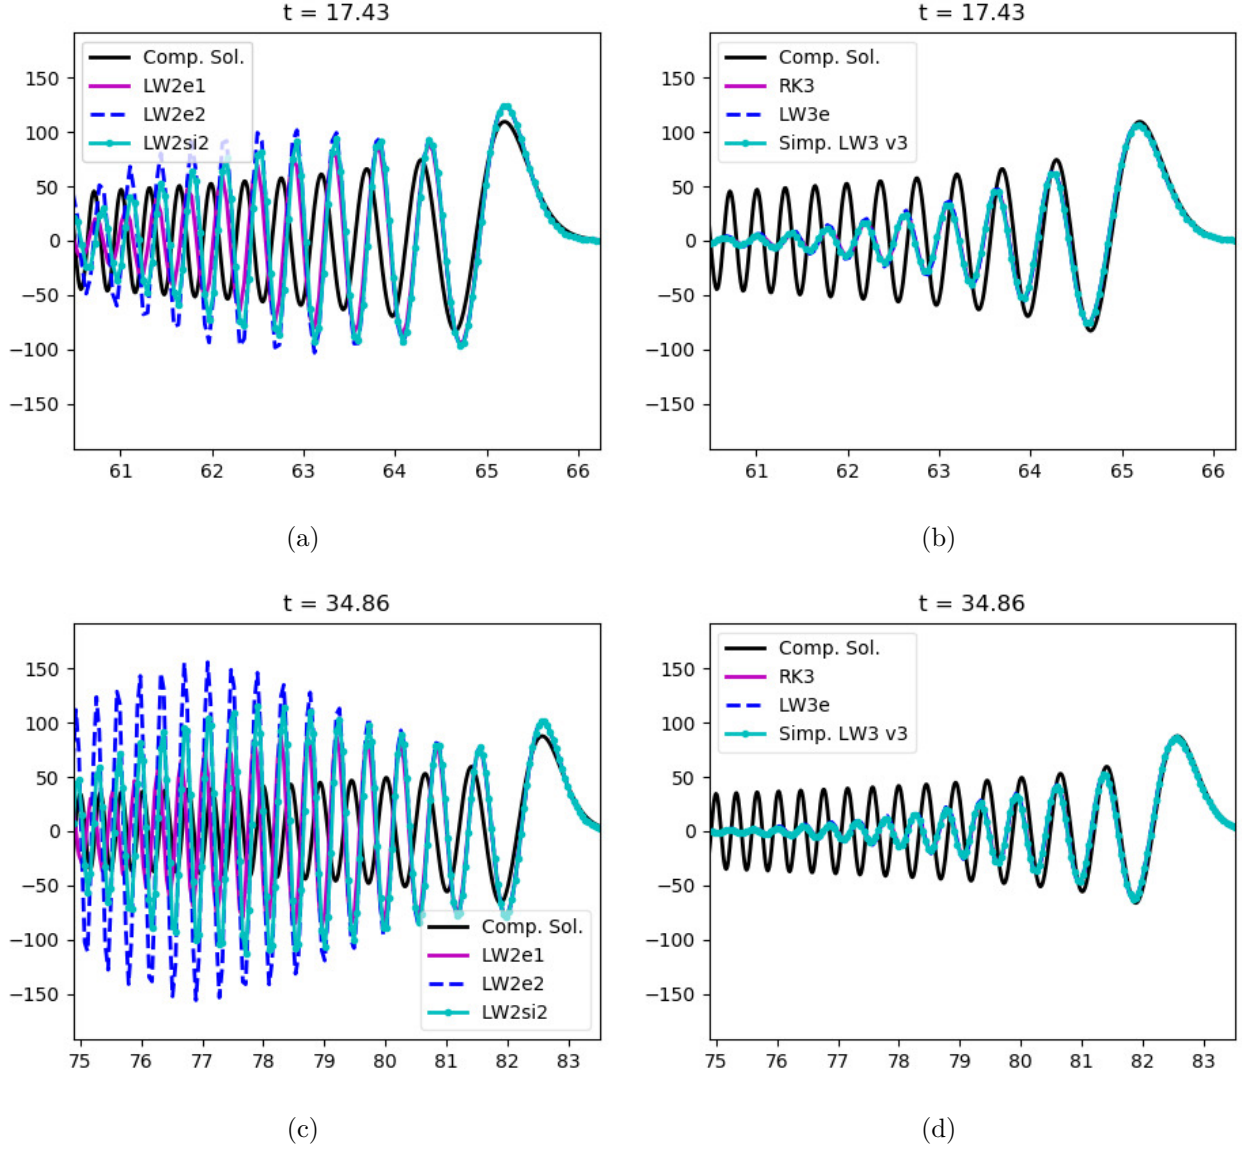 t = 17.43
Comp. Sol.
LW2e1
LW2e2
LW2si2
150
100
50
0
−50
−100
−150
61 62 63 64 65 66
(a)
t = 17.43
Comp. Sol.
RK3
LW3e
Simp. LW3 v3
150
100
50
0
−50
−100
−150
61 62 63 64 65 66
(b)
t = 34.86
150
100
50
0
−50
−100
−150
Comp. Sol.
LW2e1
LW2e2
LW2si2
75 76 77 78 79 80 81 82 83
(c)
t = 34.86
Comp. Sol.
RK3
LW3e
Simp. LW3 v3
150
100
50
0
−50
−100
−150
75 76 77 78 79 80 81 82 83
(d)